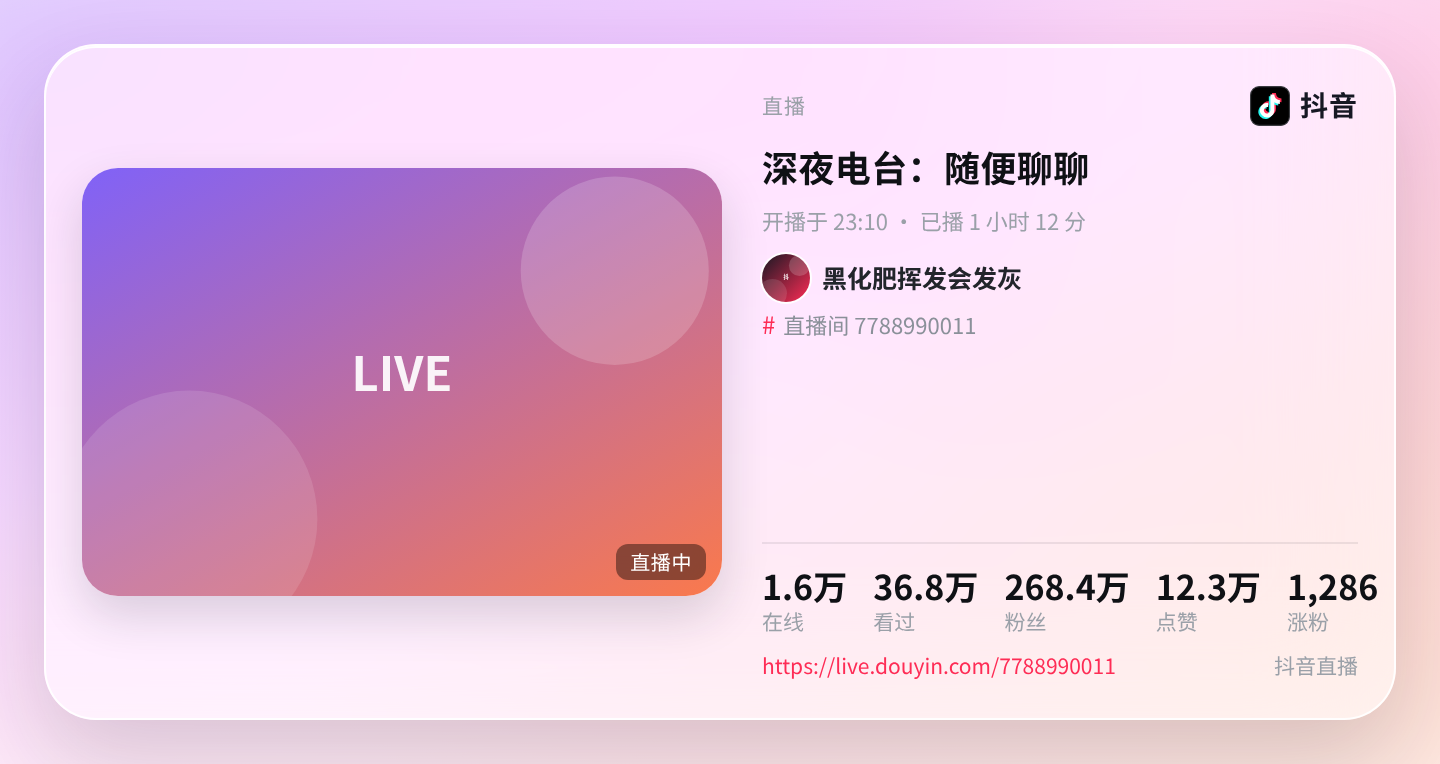 直播
抖音
深夜电台：随便聊聊
开播于 23:10 · 已播 1 小时 12 分
黑化肥挥发会发灰
# 直播间 7788990011
LIVE
直播中
1.6万 36.8万 268.4万 12.3万 1,286
在线 看过 粉丝 点赞 涨粉
https://live.douyin.com/7788990011 抖音直播